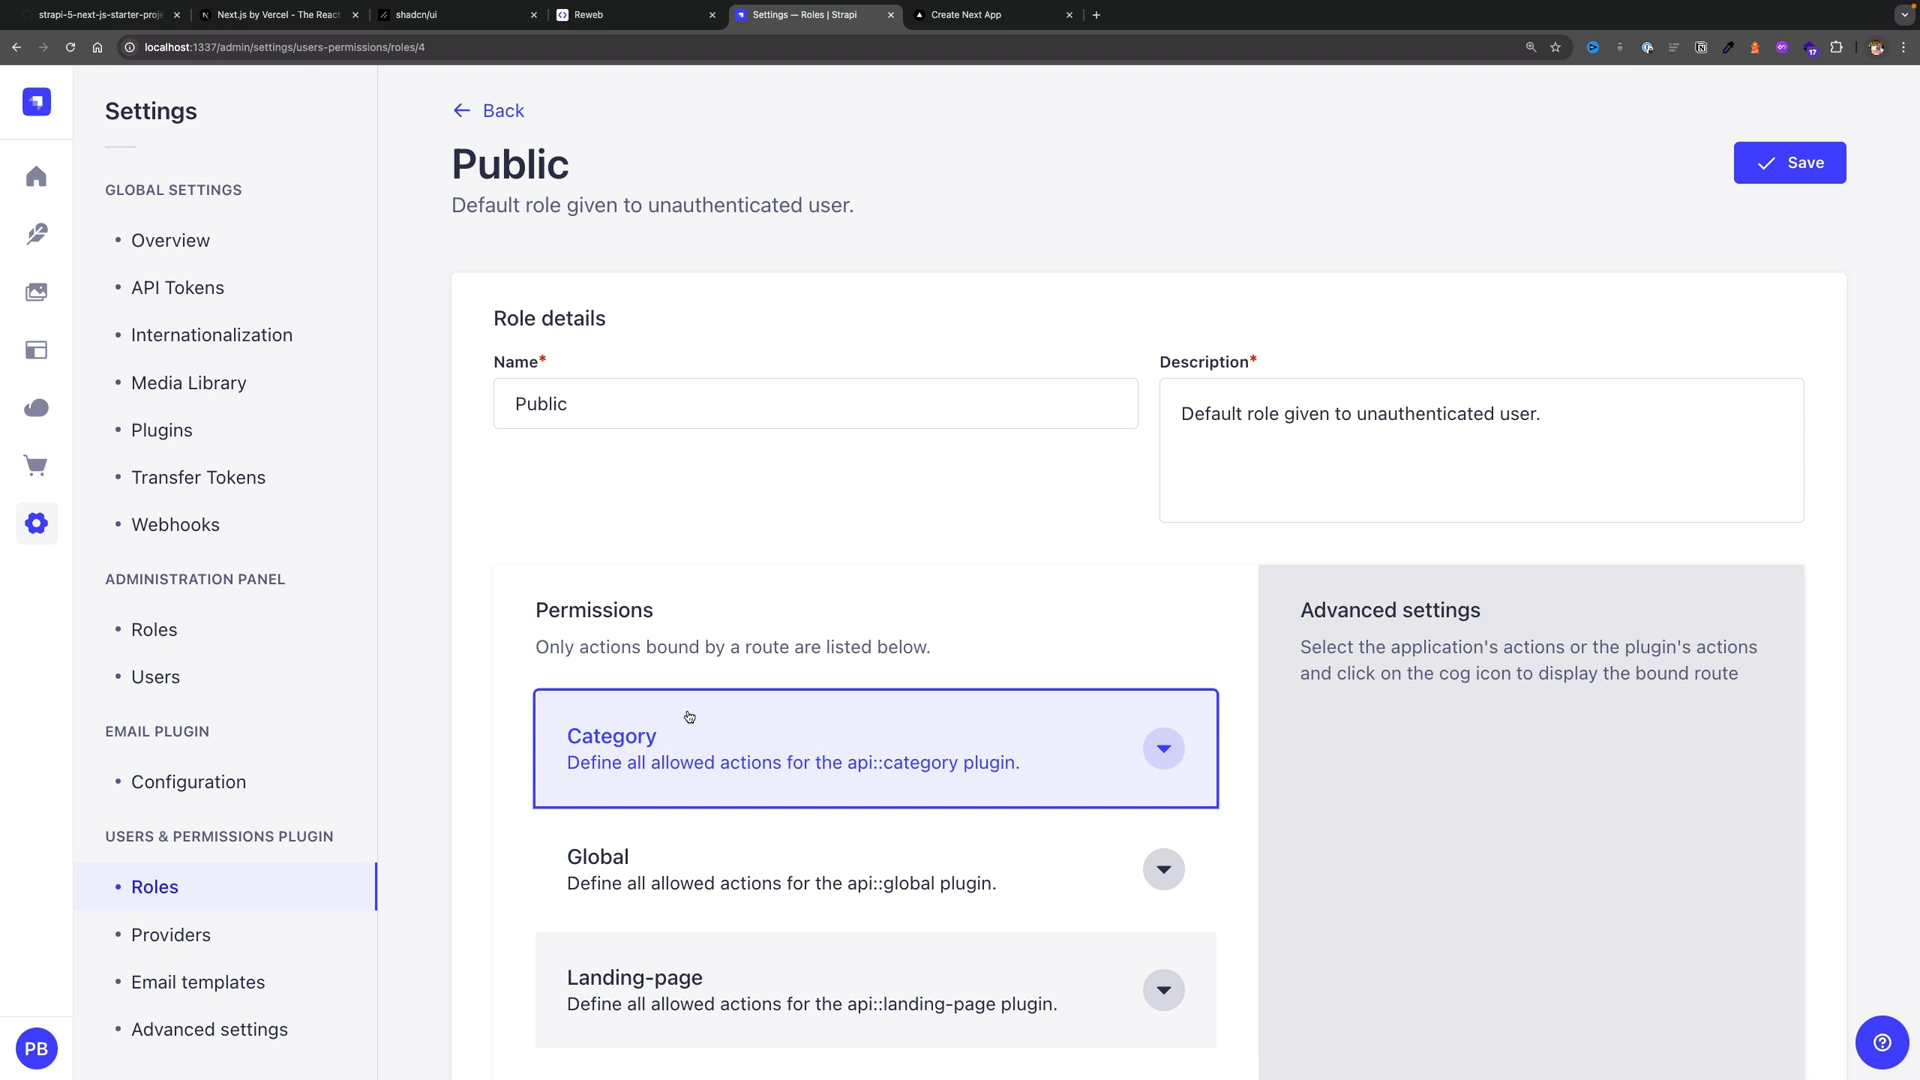 strapi-5-next-js-starter-proje
Next.js by Vercel - The React
shadcn/ui
Reweb
Settings — Roles | Strapi
Create Next App
localhost:1337/admin/settings/users-permissions/roles/4
17
Settings
GLOBAL SETTINGS
• Overview
• API Tokens
• Internationalization
• Media Library
• Plugins
• Transfer Tokens
• Webhooks
ADMINISTRATION PANEL
• Roles
• Users
EMAIL PLUGIN
• Configuration
USERS & PERMISSIONS PLUGIN
• Roles
• Providers
• Email templates
• Advanced settings
PB
← Back
Public
Default role given to unauthenticated user.
Save
Role details
Name*
Public
Description*
Default role given to unauthenticated user.
Permissions
Only actions bound by a route are listed below.
Category
Define all allowed actions for the api::category plugin.
Global
Define all allowed actions for the api::global plugin.
Landing-page
Define all allowed actions for the api::landing-page plugin.
Advanced settings
Select the application's actions or the plugin's actions
and click on the cog icon to display the bound route